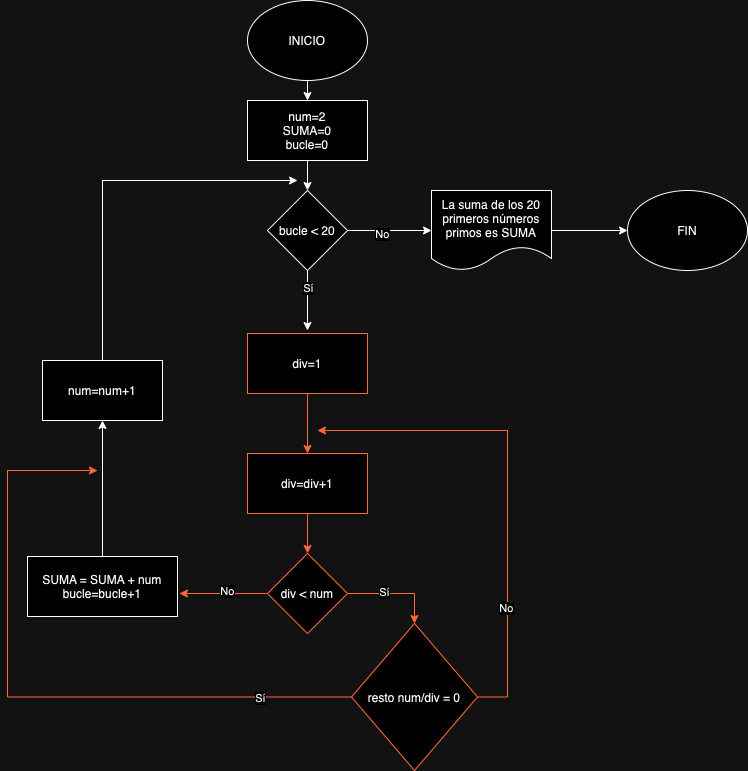 INICIO
num=2
SUMA=0
bucle=0
bucle < 20
No
La suma de los 20
primeros números
primos es SUMA
FIN
Sí
div=1
num=num+1
div=div+1
SUMA = SUMA + num
bucle=bucle+1
No
div < num
Sí
No
resto num/div = 0
Sí